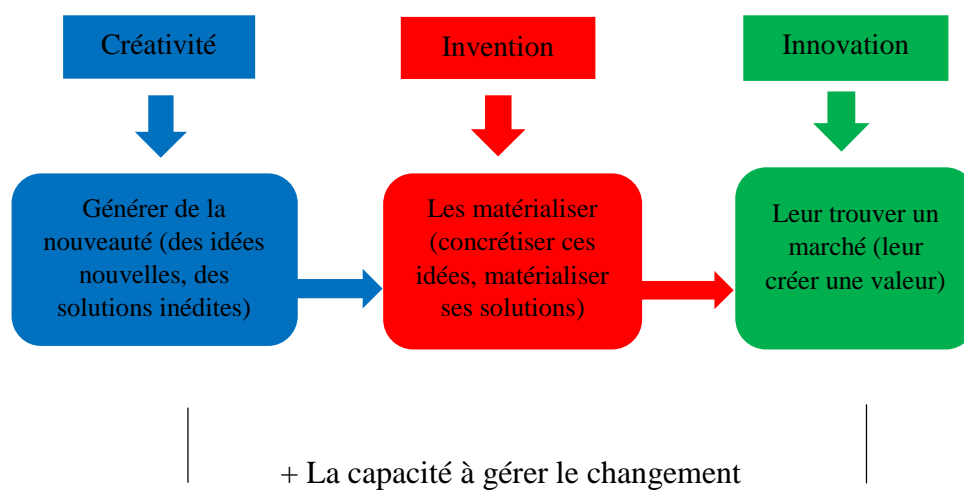 Créativité
Invention
Innovation
Générer de la
nouveauté (des idées
nouvelles, des
solutions inédites)
Les matérialiser
(concrétiser ces
idées, matérialiser
ses solutions)
Leur trouver un
marché (leur
créer une valeur)
+ La capacité à gérer le changement